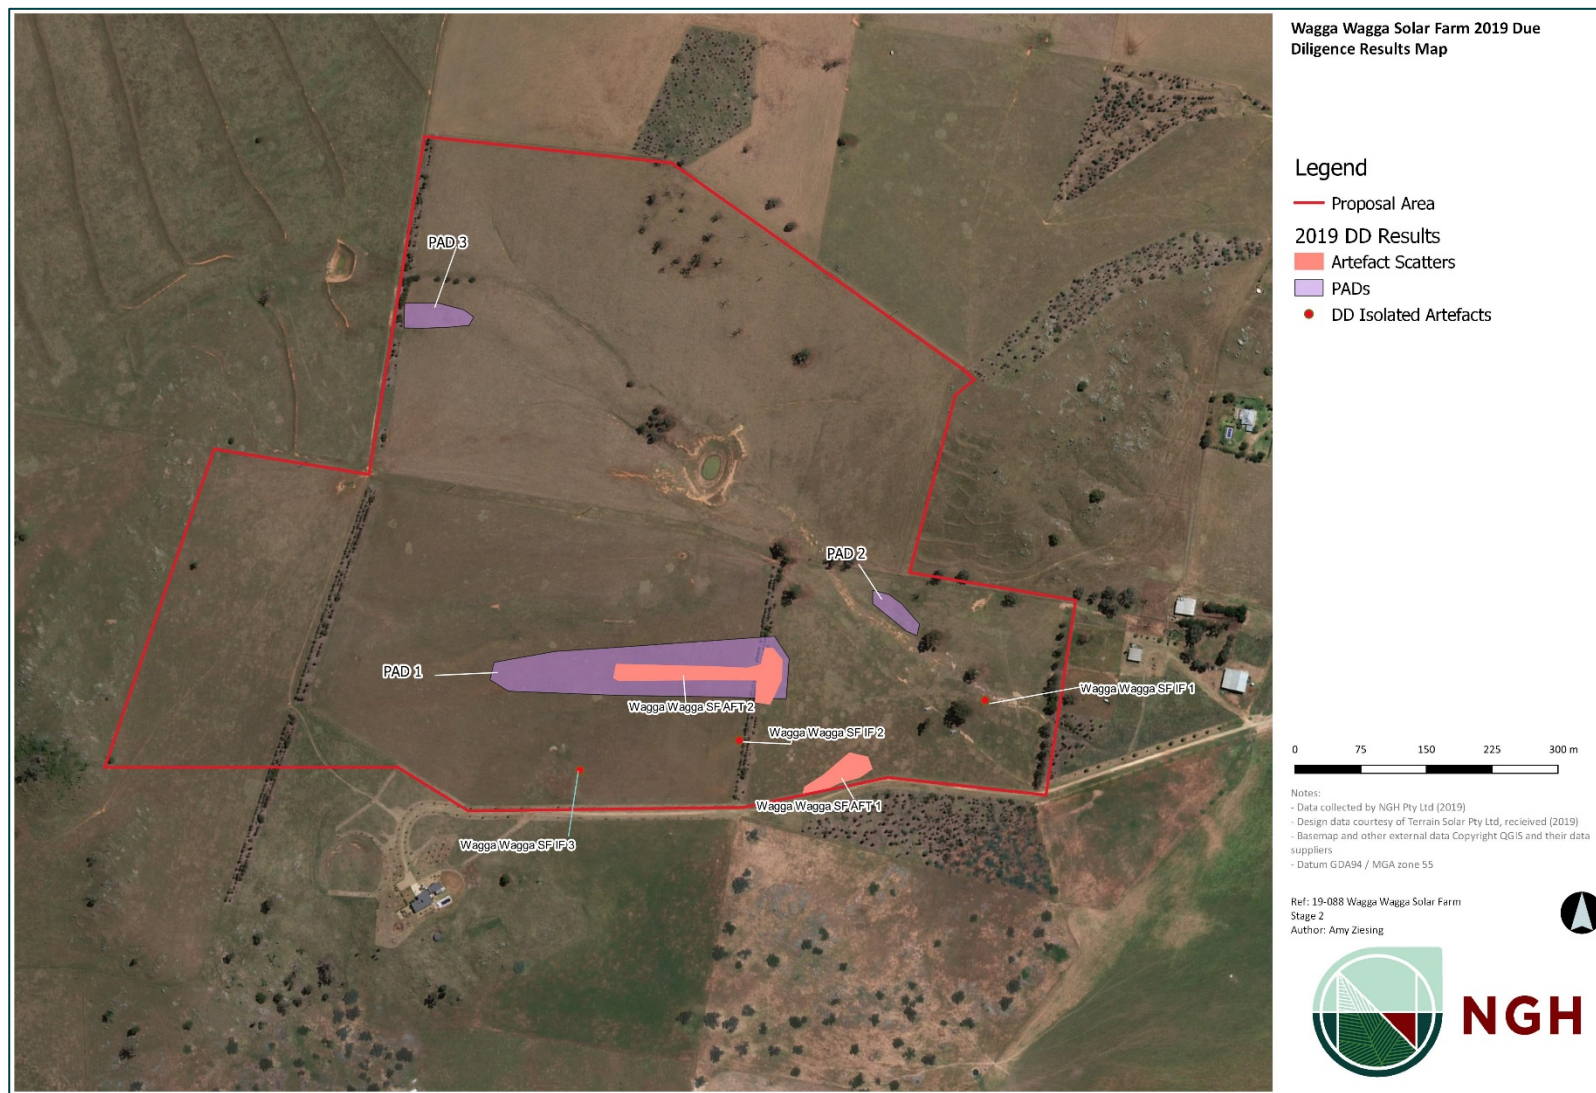 Wagga Wagga Solar Farm 2019 Due
Diligence Results Map
Legend
Proposal Area
2019 DD Results
Artefact Scatters
PADs
DD Isolated Artefacts
PAD 3
PAD 2
PAD 1
Wagga Wagga SF AFT 2
Wagga Wagga SF IF 1
Wagga Wagga SF IF 2
Wagga Wagga SF AFT 1
Wagga Wagga SF IF 3
0 75 150 225 300 m
Notes:
- Data collected by NGH Pty Ltd (2019)
- Design data courtesy of Terrain Solar Pty Ltd, recieived (2019)
- Basemap and other external data Copyright QGIS and their data
suppliers
- Datum GDA94 / MGA zone 55
Ref: 19-088 Wagga Wagga Solar Farm
Stage 2
Author: Amy Ziesing
NGH